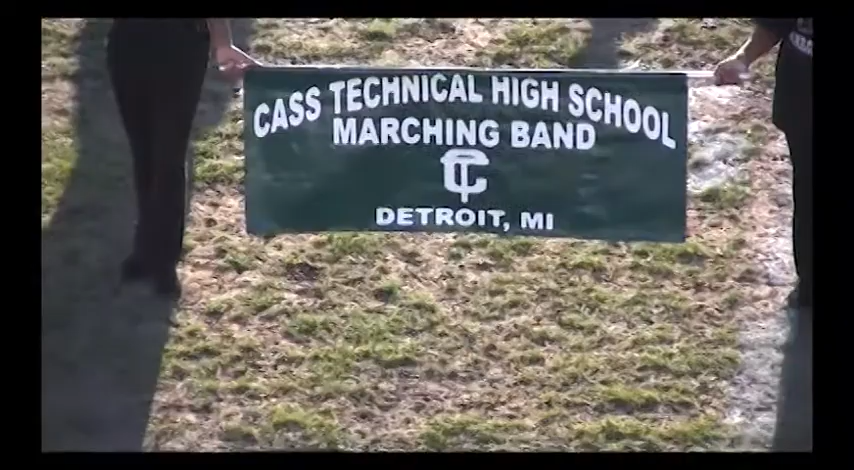 CASS TECHNICAL HIGH SCHOOL
MARCHING BAND
CT
DETROIT, MI